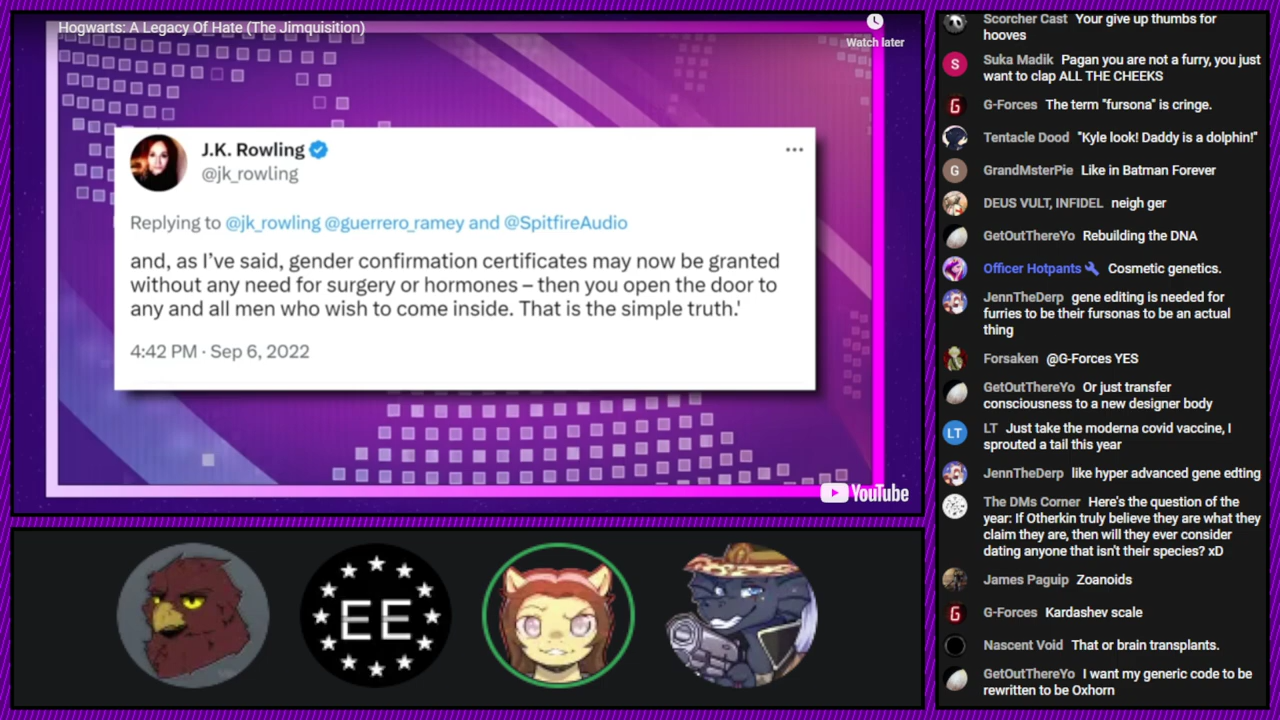 Hogwarts: A Legacy Of Hate (The Jimquisition)
Watch later
J.K. Rowling
@jk_rowling
Replying to @jk_rowling @guerrero_ramey and @SpitfireAudio
and, as I've said, gender confirmation certificates may now be granted
without any need for surgery or hormones – then you open the door to
any and all men who wish to come inside. That is the simple truth.'
4:42 PM · Sep 6, 2022
YouTube
EE
Scorcher Cast Your give up thumbs for
hooves
S
Suka Madik Pagan you are not a furry, you just
want to clap ALL THE CHEEKS
G
G-Forces The term "fursona" is cringe.
Tentacle Dood "Kyle look! Daddy is a dolphin!"
G
GrandMsterPie Like in Batman Forever
DEUS VULT, INFIDEL neigh ger
GetOutThereYo Rebuilding the DNA
Officer Hotpants Cosmetic genetics.
JennTheDerp gene editing is needed for
furries to be their fursonas to be an actual
thing
Forsaken @G-Forces YES
GetOutThereYo Or just transfer
consciousness to a new designer body
LT
LT Just take the moderna covid vaccine, I
sprouted a tail this year
JennTheDerp like hyper advanced gene edting
The DMs Corner Here's the question of the
year: If Otherkin truly believe they are what they
claim they are, then will they ever consider
dating anyone that isn't their species? xD
James Paguip Zoanoids
G
G-Forces Kardashev scale
Nascent Void That or brain transplants.
GetOutThereYo I want my generic code to be
rewritten to be Oxhorn